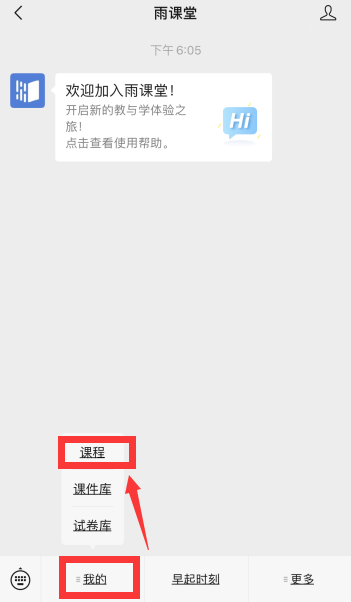 雨课堂
下午 6:05
欢迎加入雨课堂！
开启新的教与学体验之
旅！
点击查看使用帮助。
Hi
课程
课件库
试卷库
我的
早起时刻
更多